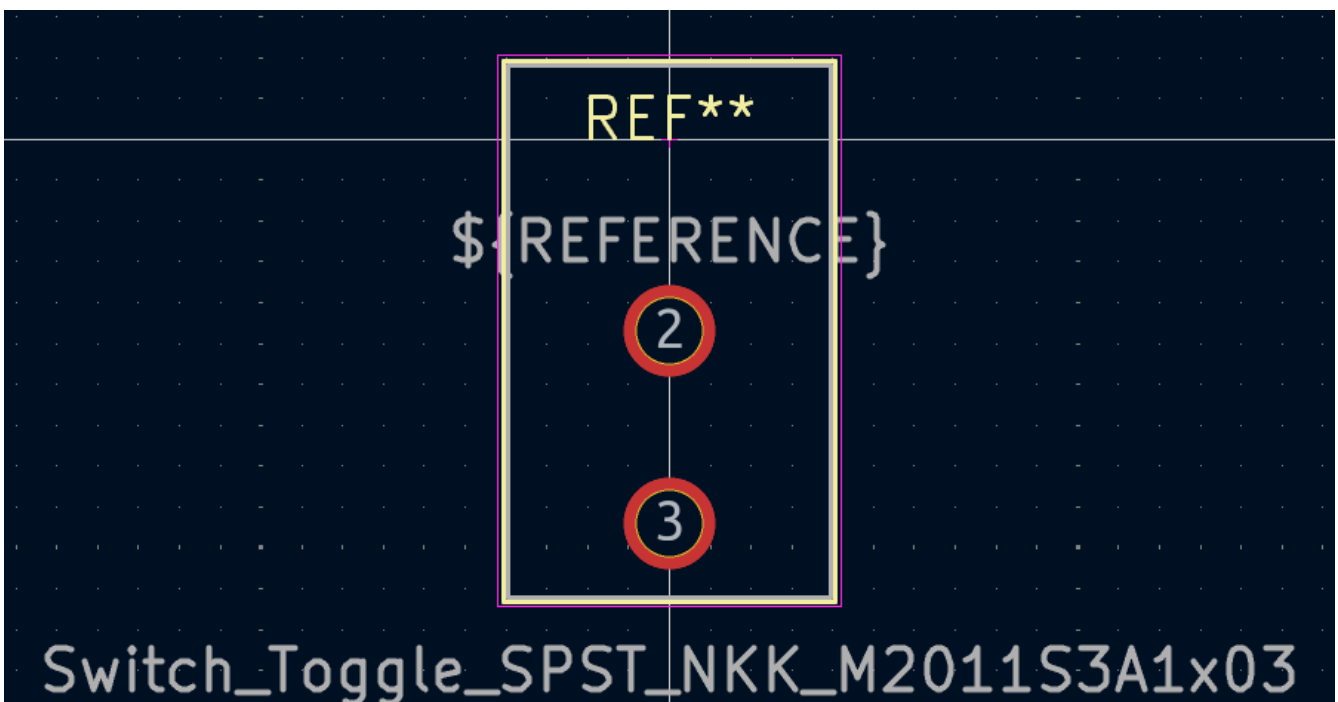 REF**
${REFERENCE}
2
3
Switch_Toggle_SPST_NKK_M2011S3A1x03